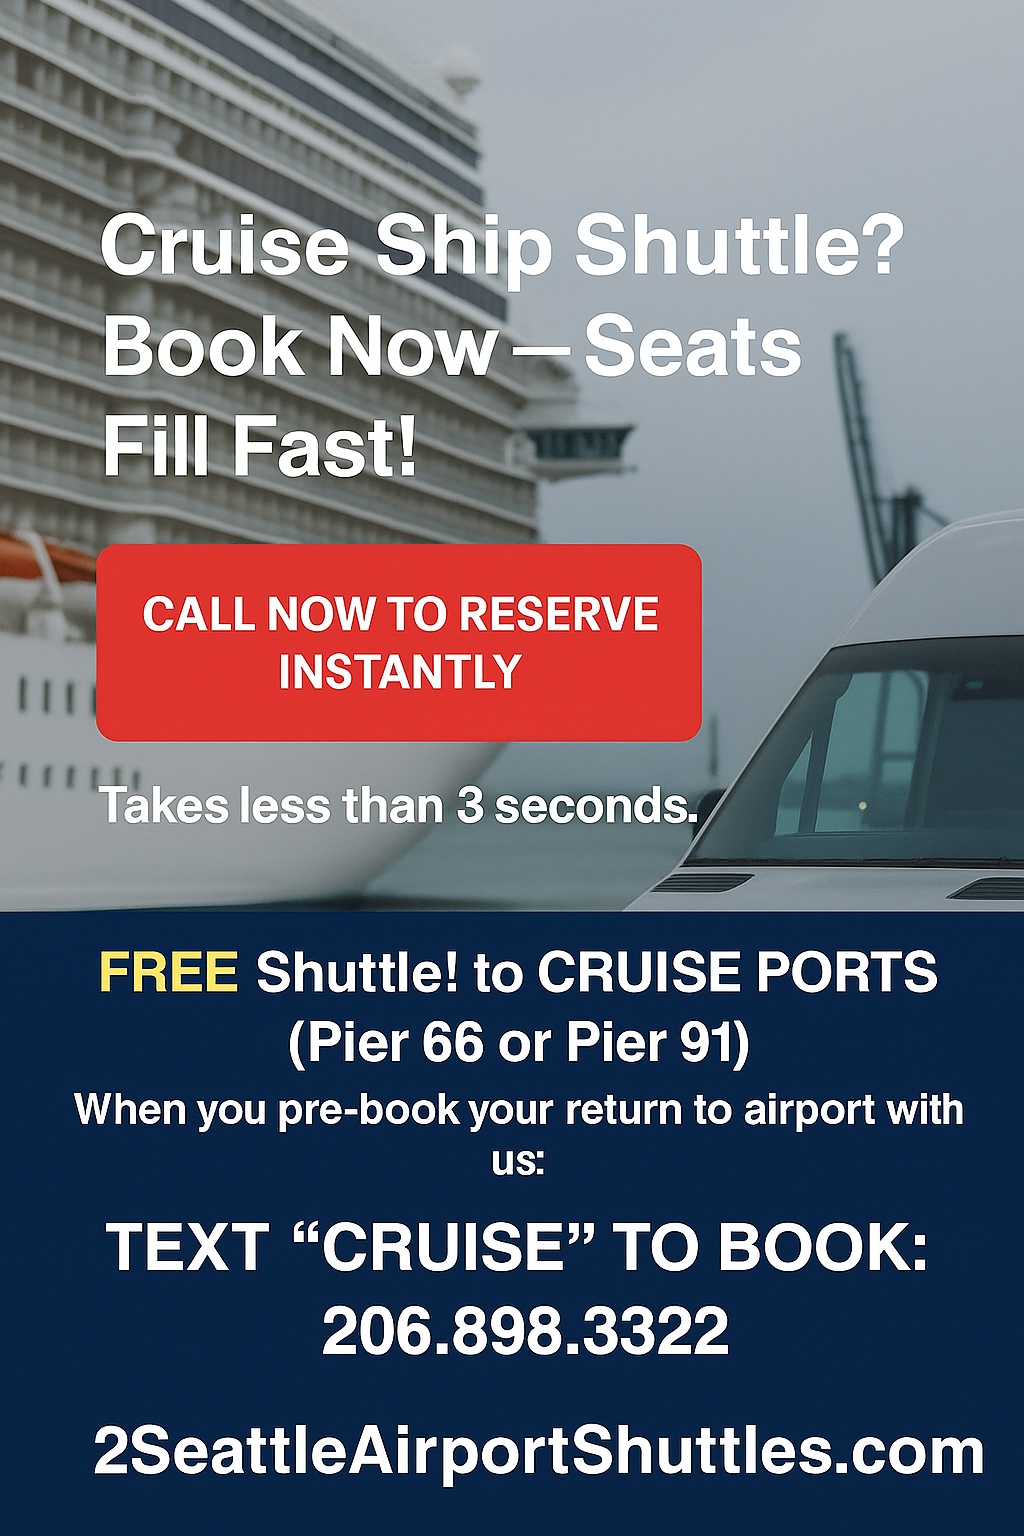 Cruise Ship Shuttle?
Book Now — Seats
Fill Fast!
CALL NOW TO RESERVE
INSTANTLY
Takes less than 3 seconds.
FREE Shuttle! to CRUISE PORTS
(Pier 66 or Pier 91)
When you pre-book your return to airport with
us:
TEXT “CRUISE” TO BOOK:
206.898.3322
2SeattleAirportShuttles.com